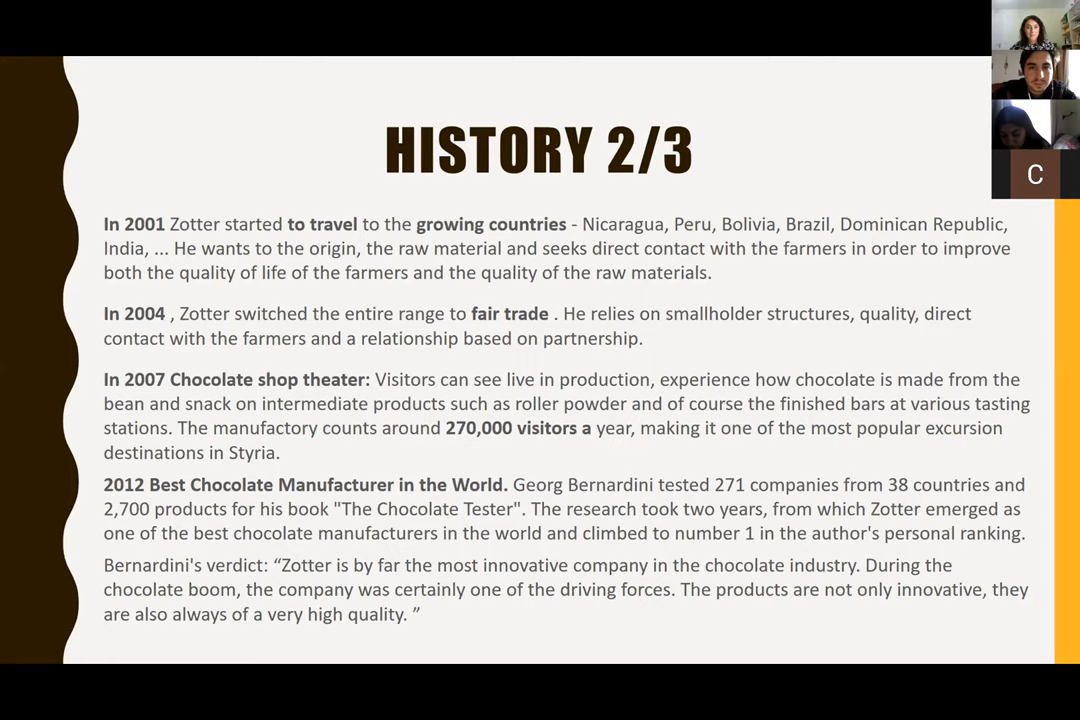 HISTORY 2/3
C
In 2001 Zotter started to travel to the growing countries - Nicaragua, Peru, Bolivia, Brazil, Dominican Republic,
India, ... He wants to the origin, the raw material and seeks direct contact with the farmers in order to improve
both the quality of life of the farmers and the quality of the raw materials.
In 2004 , Zotter switched the entire range to fair trade . He relies on smallholder structures, quality, direct
contact with the farmers and a relationship based on partnership.
In 2007 Chocolate shop theater: Visitors can see live in production, experience how chocolate is made from the
bean and snack on intermediate products such as roller powder and of course the finished bars at various tasting
stations. The manufactory counts around 270,000 visitors a year, making it one of the most popular excursion
destinations in Styria.
2012 Best Chocolate Manufacturer in the World. Georg Bernardini tested 271 companies from 38 countries and
2,700 products for his book "The Chocolate Tester". The research took two years, from which Zotter emerged as
one of the best chocolate manufacturers in the world and climbed to number 1 in the author's personal ranking.
Bernardini's verdict: “Zotter is by far the most innovative company in the chocolate industry. During the
chocolate boom, the company was certainly one of the driving forces. The products are not only innovative, they
are also always of a very high quality. ”